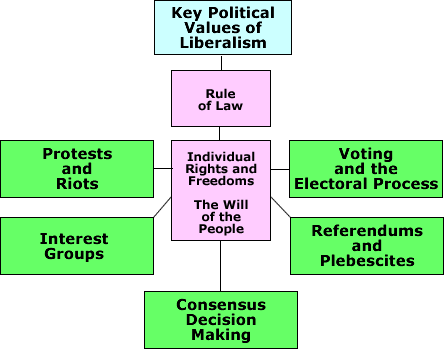 Key Political
Values of
Liberalism
Rule
of Law
Protests
and
Riots
Individual
Rights and
Freedoms
The Will
of the
People
Voting
and the
Electoral Process
Interest
Groups
Referendums
and
Plebescites
Consensus
Decision
Making